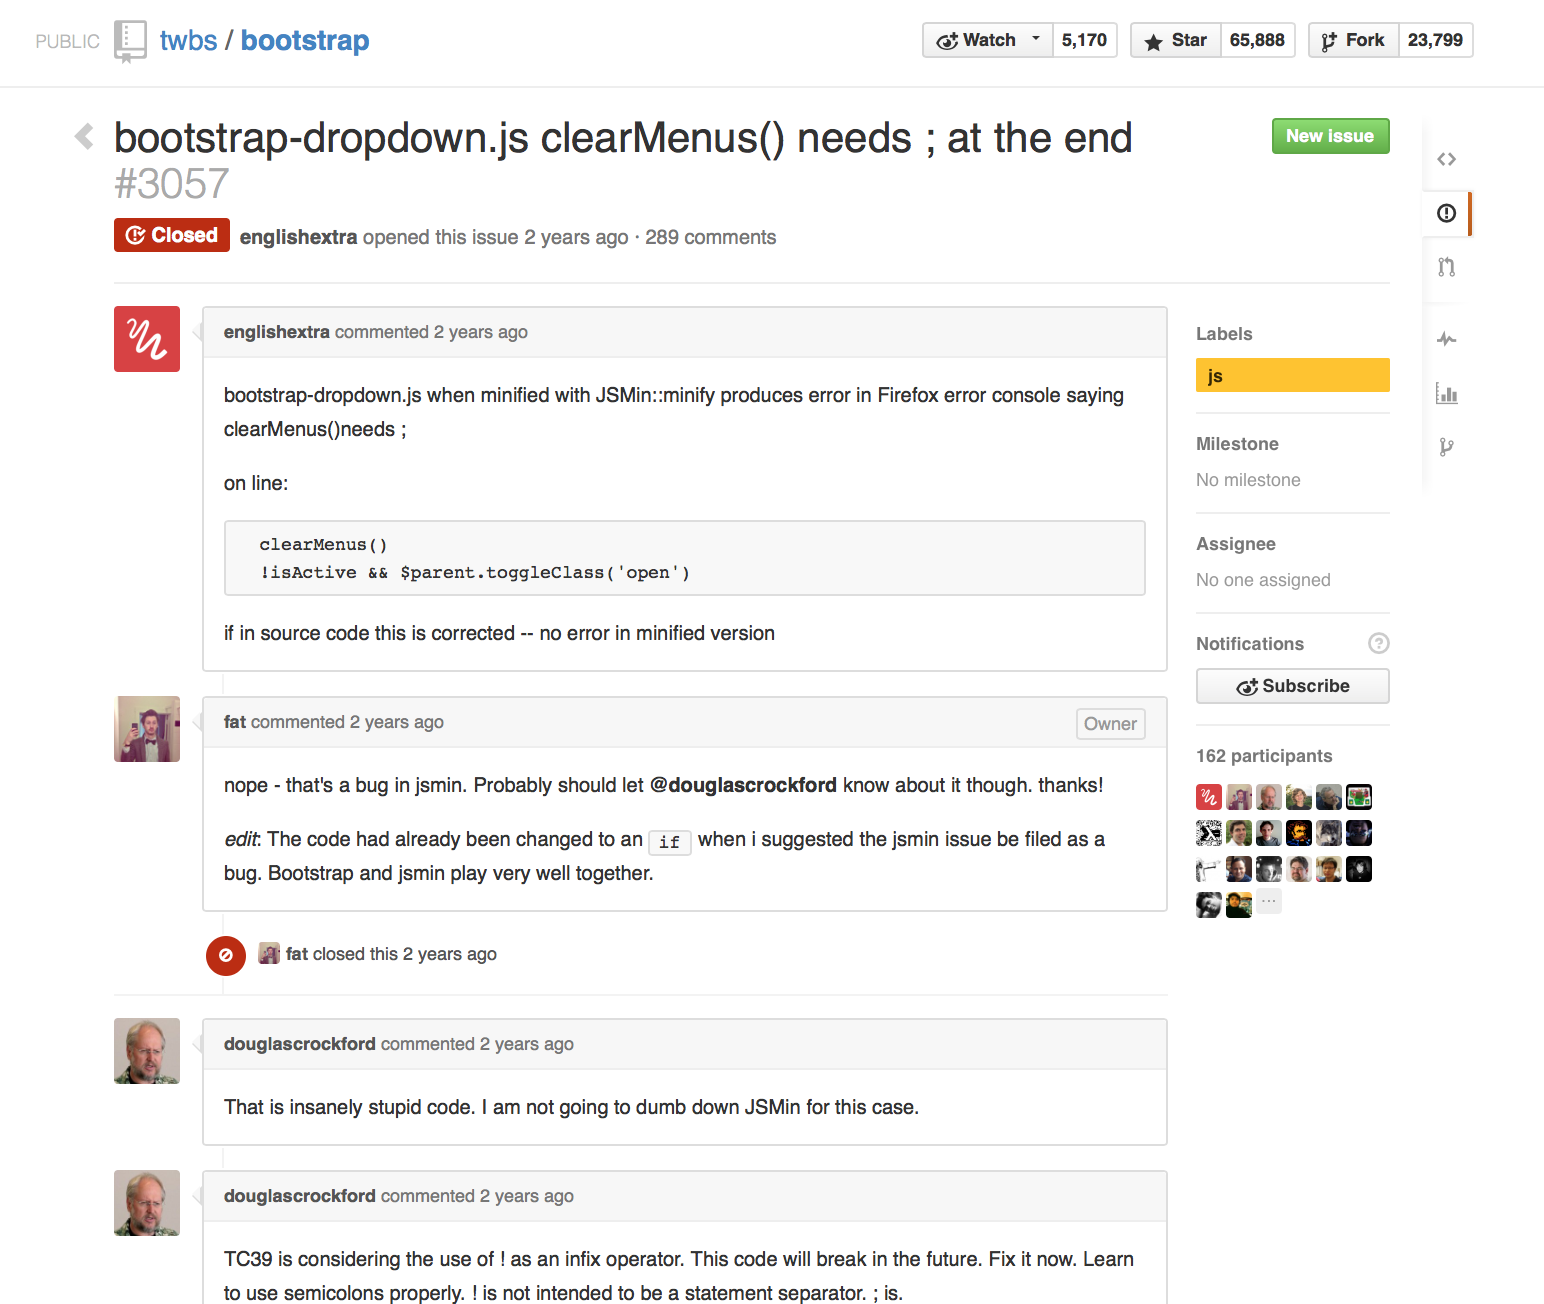 PUBLIC twbs / bootstrap Watch 5,170 Star 65,888 Fork 23,799
bootstrap-dropdown.js clearMenus() needs ; at the end
#3057
New issue
Closed englishextra opened this issue 2 years ago · 289 comments
englishextra commented 2 years ago
bootstrap-dropdown.js when minified with JSMin::minify produces error in Firefox error console saying
clearMenus()needs ;
on line:
clearMenus()
!isActive && $parent.toggleClass('open')
if in source code this is corrected -- no error in minified version
fat commented 2 years ago Owner
nope - that's a bug in jsmin. Probably should let @douglascrockford know about it though. thanks!
edit: The code had already been changed to an if when i suggested the jsmin issue be filed as a
bug. Bootstrap and jsmin play very well together.
fat closed this 2 years ago
douglascrockford commented 2 years ago
That is insanely stupid code. I am not going to dumb down JSMin for this case.
douglascrockford commented 2 years ago
TC39 is considering the use of ! as an infix operator. This code will break in the future. Fix it now. Learn
to use semicolons properly. ! is not intended to be a statement separator. ; is.
Labels
js
Milestone
No milestone
Assignee
No one assigned
Notifications ?
Subscribe
162 participants
...